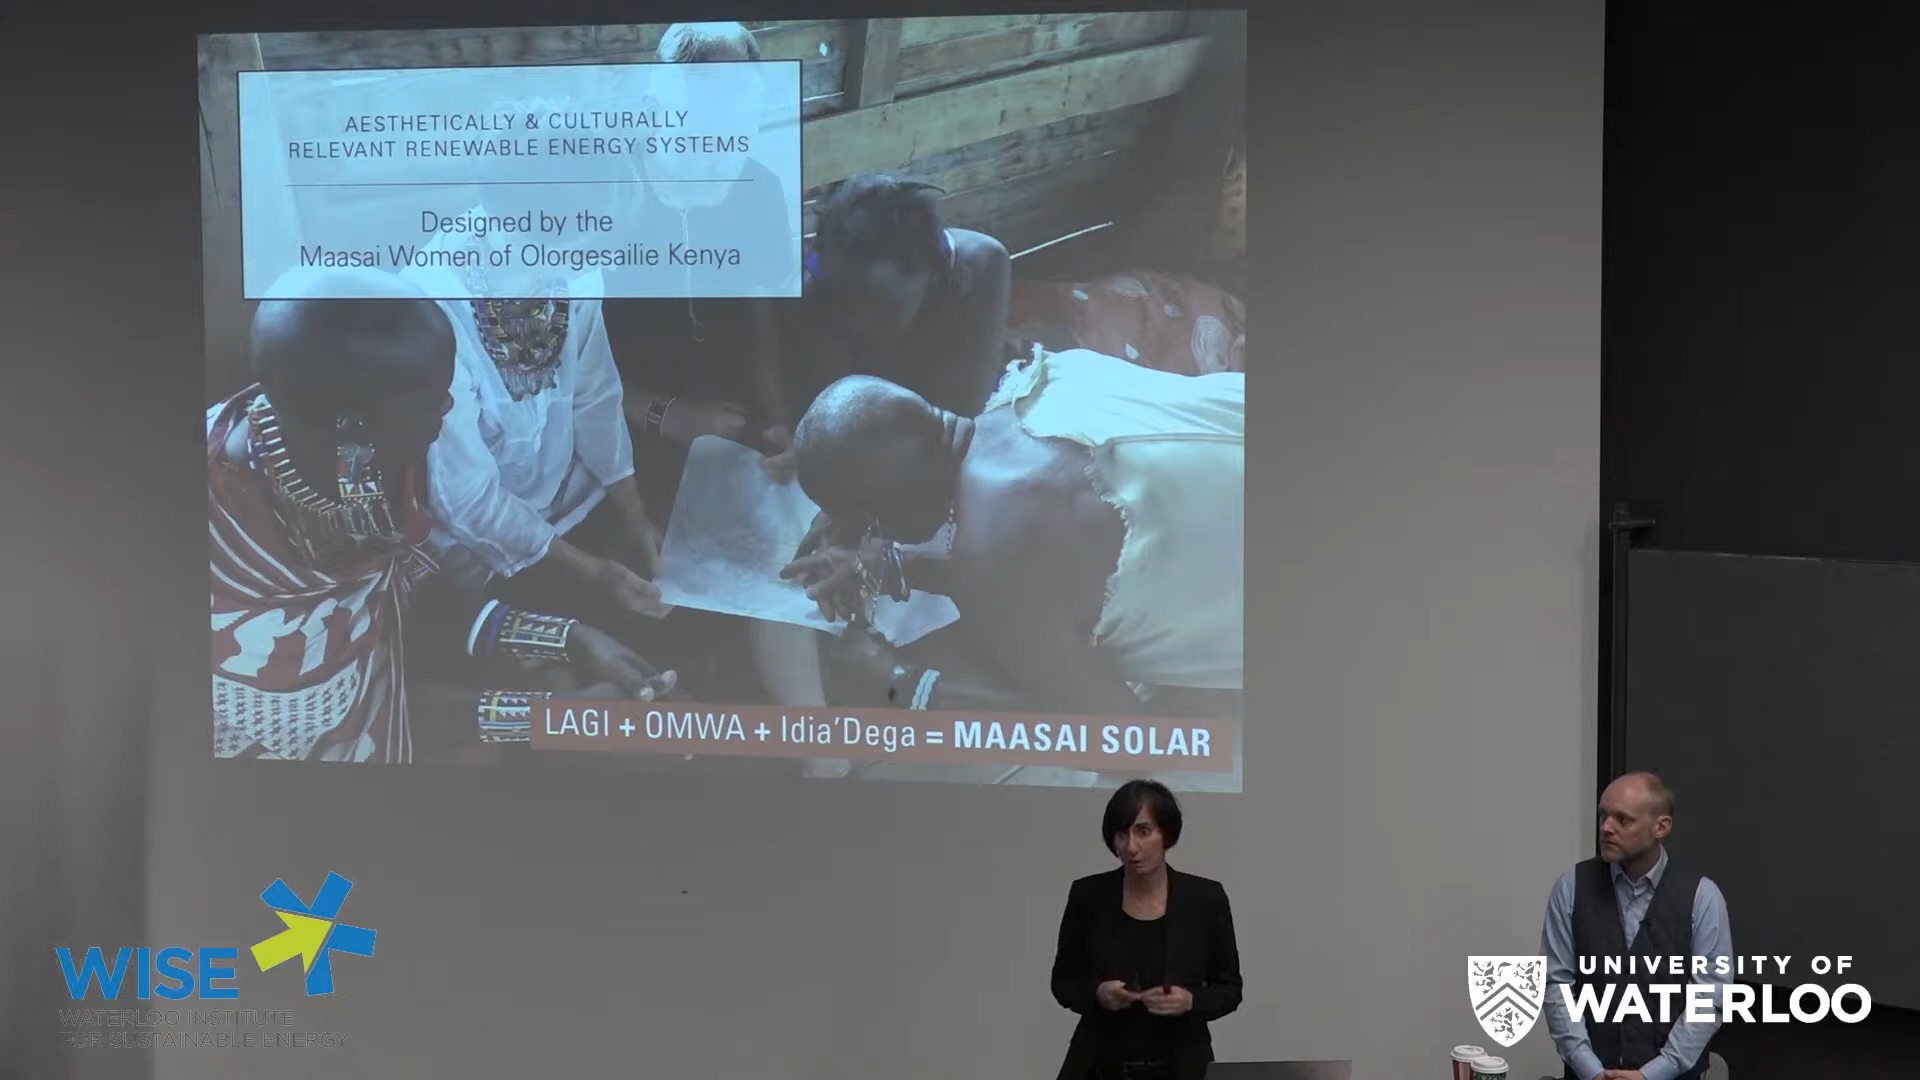 AESTHETICALLY & CULTURALLY
RELEVANT RENEWABLE ENERGY SYSTEMS
Designed by the
Maasai Women of Olorgesailie Kenya
LAGI + OMWA + Idia'Dega = MAASAI SOLAR
WISE
WATERLOO INSTITUTE
FOR SUSTAINABLE ENERGY
UNIVERSITY OF
WATERLOO